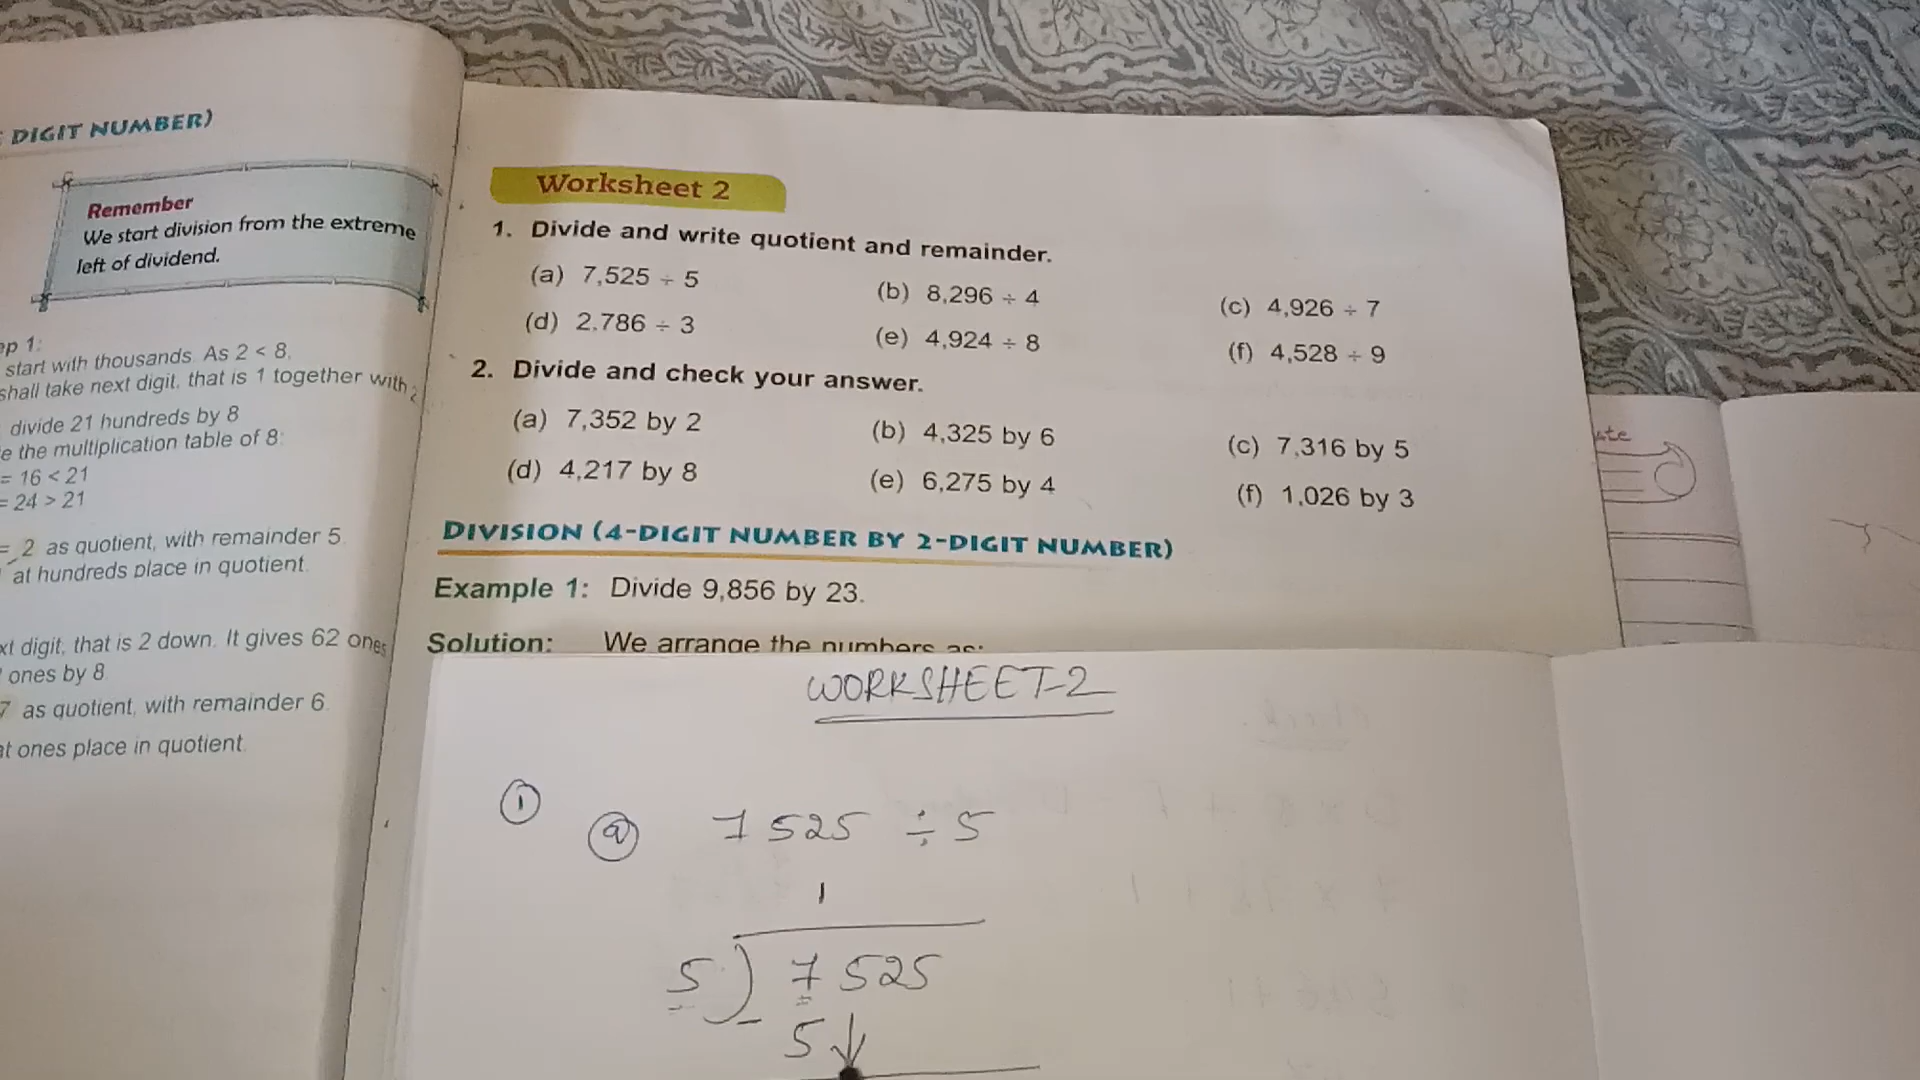 DIGIT NUMBER)
Remember
We start division from the extreme
left of dividend.
start with thousands. As 2 < 8,
shall take next digit, that is 1 together with 2
divide 21 hundreds by 8
the multiplication table of 8:
= 16 < 21
= 24 > 21
= 2 as quotient, with remainder 5.
at hundreds place in quotient.
digit, that is 2 down. It gives 62 ones
ones by 8
7 as quotient, with remainder 6.
at ones place in quotient.
Worksheet 2
1. Divide and write quotient and remainder.
(a) 7,525 ÷ 5 (b) 8,296 ÷ 4 (c) 4,926 ÷ 7
(d) 2.786 ÷ 3 (e) 4,924 ÷ 8 (f) 4,528 ÷ 9
2. Divide and check your answer.
(a) 7,352 by 2 (b) 4,325 by 6 (c) 7,316 by 5
(d) 4,217 by 8 (e) 6,275 by 4 (f) 1,026 by 3
DIVISION (4-DIGIT NUMBER BY 2-DIGIT NUMBER)
Example 1: Divide 9,856 by 23.
Solution: We arrange the numbers as:
WORKSHEET-2
1
a 7525 ÷ 5
1
5) 7525
5↓